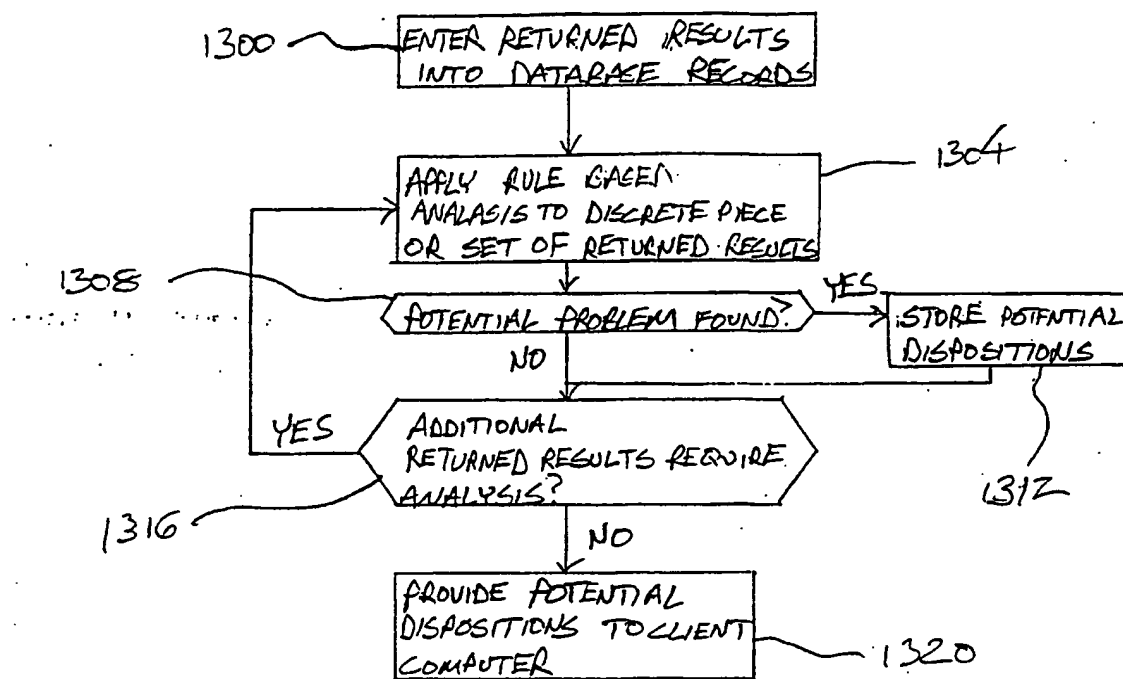 1300
ENTER RETURNED RESULTS
INTO DATABASE RECORDS
1304
APPLY RULE BASED
ANALASIS TO DISCRETE PIECE
OR SET OF RETURNED RESULTS
1308
POTENTIAL PROBLEM FOUND?
YES
STORE POTENTIAL
DISPOSITIONS
NO
1312
YES
ADDITIONAL
RETURNED RESULTS REQUIRE
ANALYSIS?
1316
NO
PROVIDE POTENTIAL
DISPOSITIONS TO CLIENT
COMPUTER
1320